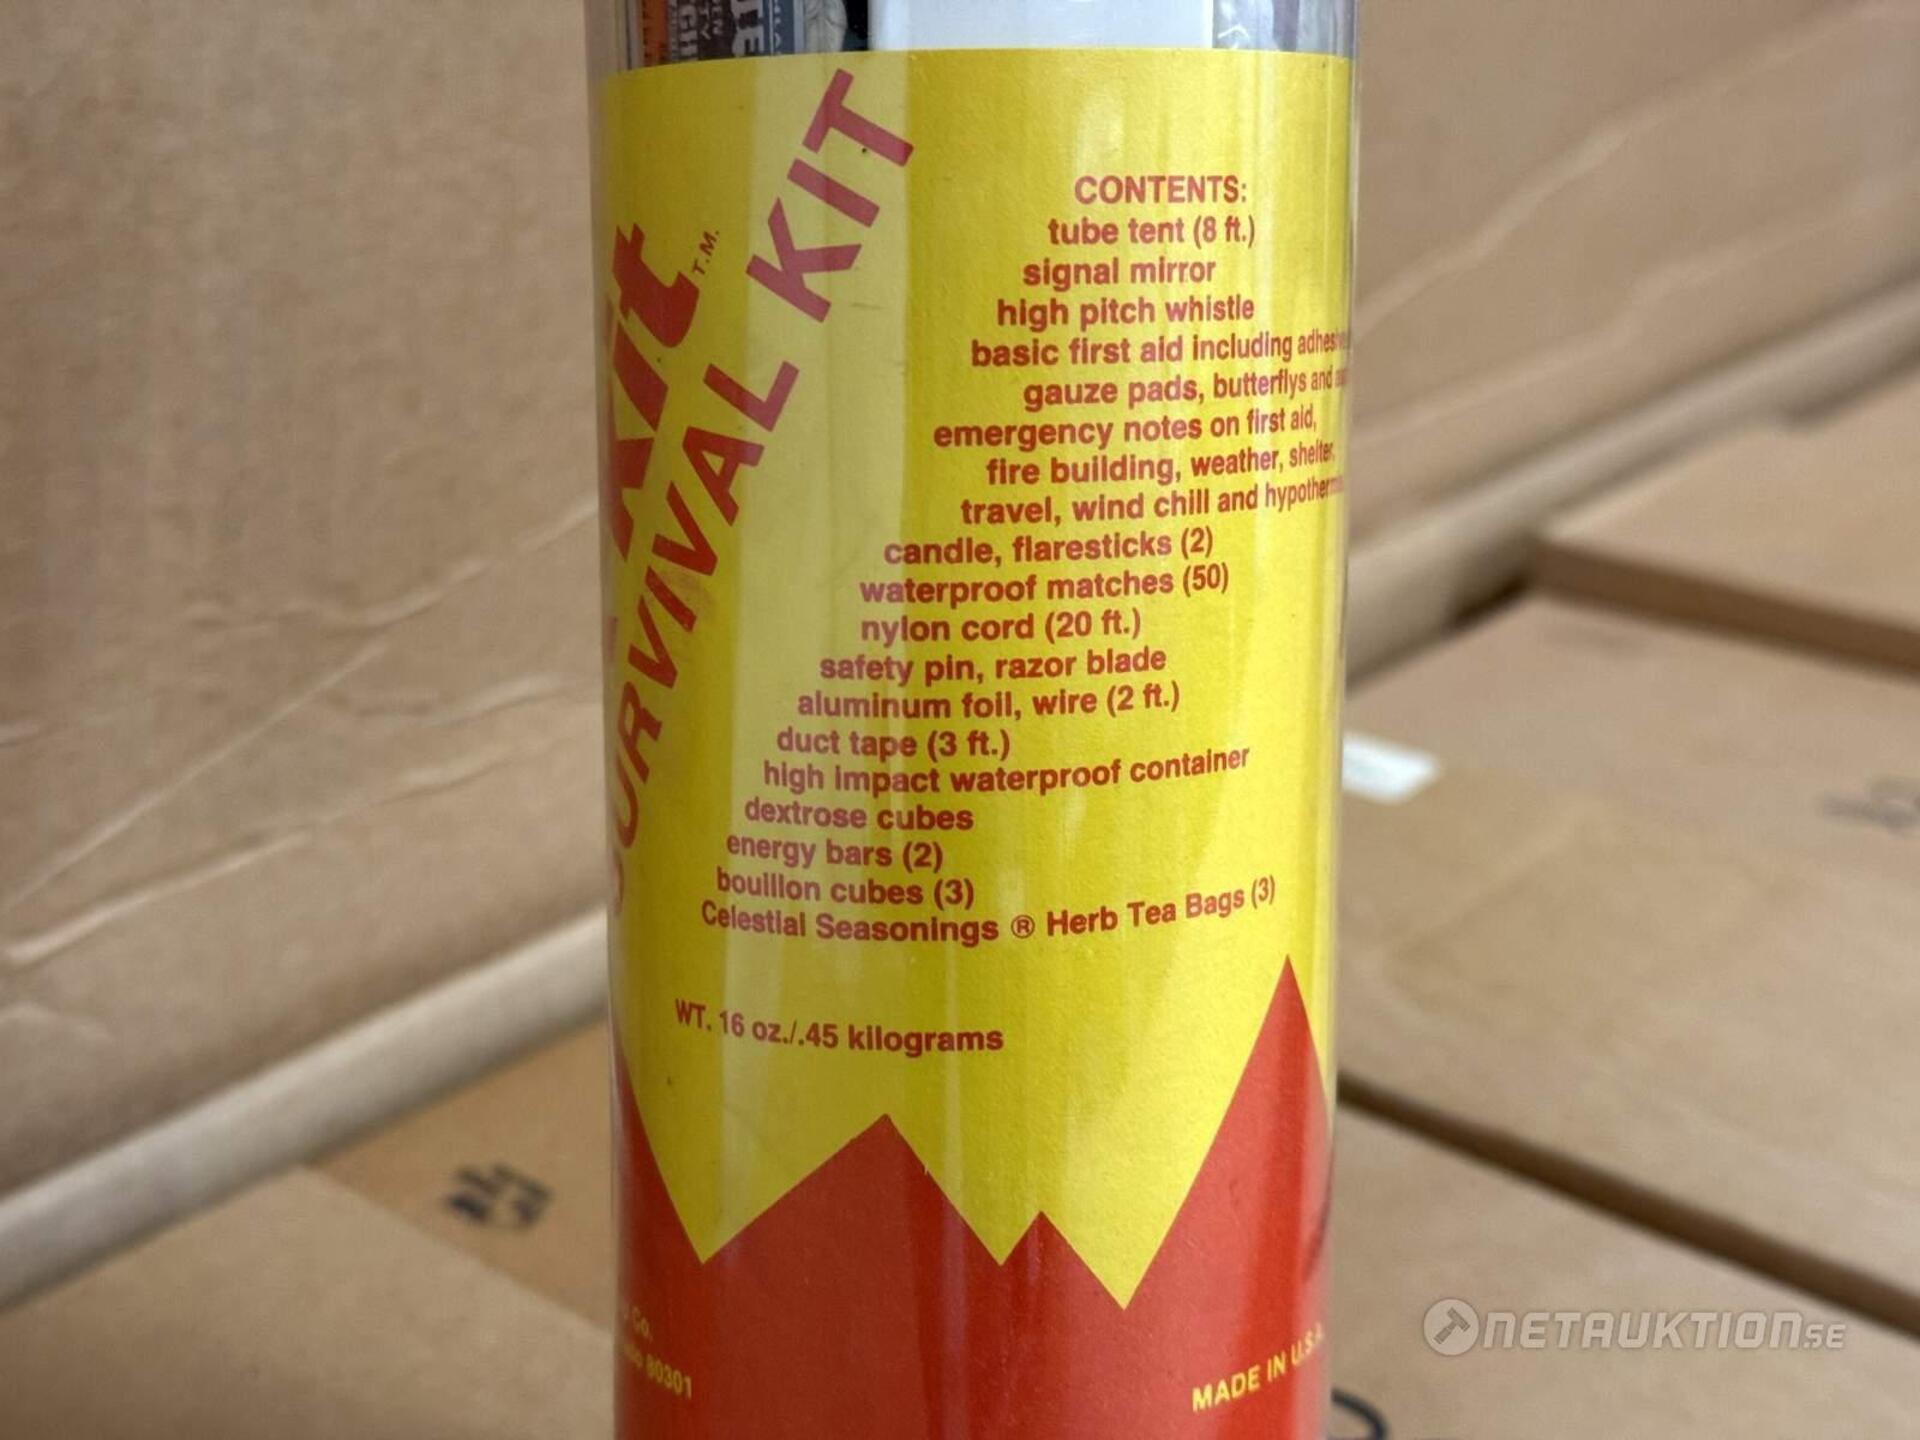 kit T.M.
SURVIVAL KIT
CONTENTS:
tube tent (8 ft.)
signal mirror
high pitch whistle
basic first aid including
gauze pads, butterflys and
emergency notes on first aid,
fire building, weather, shelter,
travel, wind chill and
candle, flaresticks (2)
waterproof matches (50)
nylon cord (20 ft.)
safety pin, razor blade
aluminum foil, wire (2 ft.)
duct tape (3 ft.)
high impact waterproof container
dextrose cubes
energy bars (2)
bouillon cubes (3)
Celestial Seasonings ® Herb Tea Bags (3)
WT. 16 oz./.45 kilograms
Co.
80301
MADE IN U.S.A.
NETAUKTION.SE